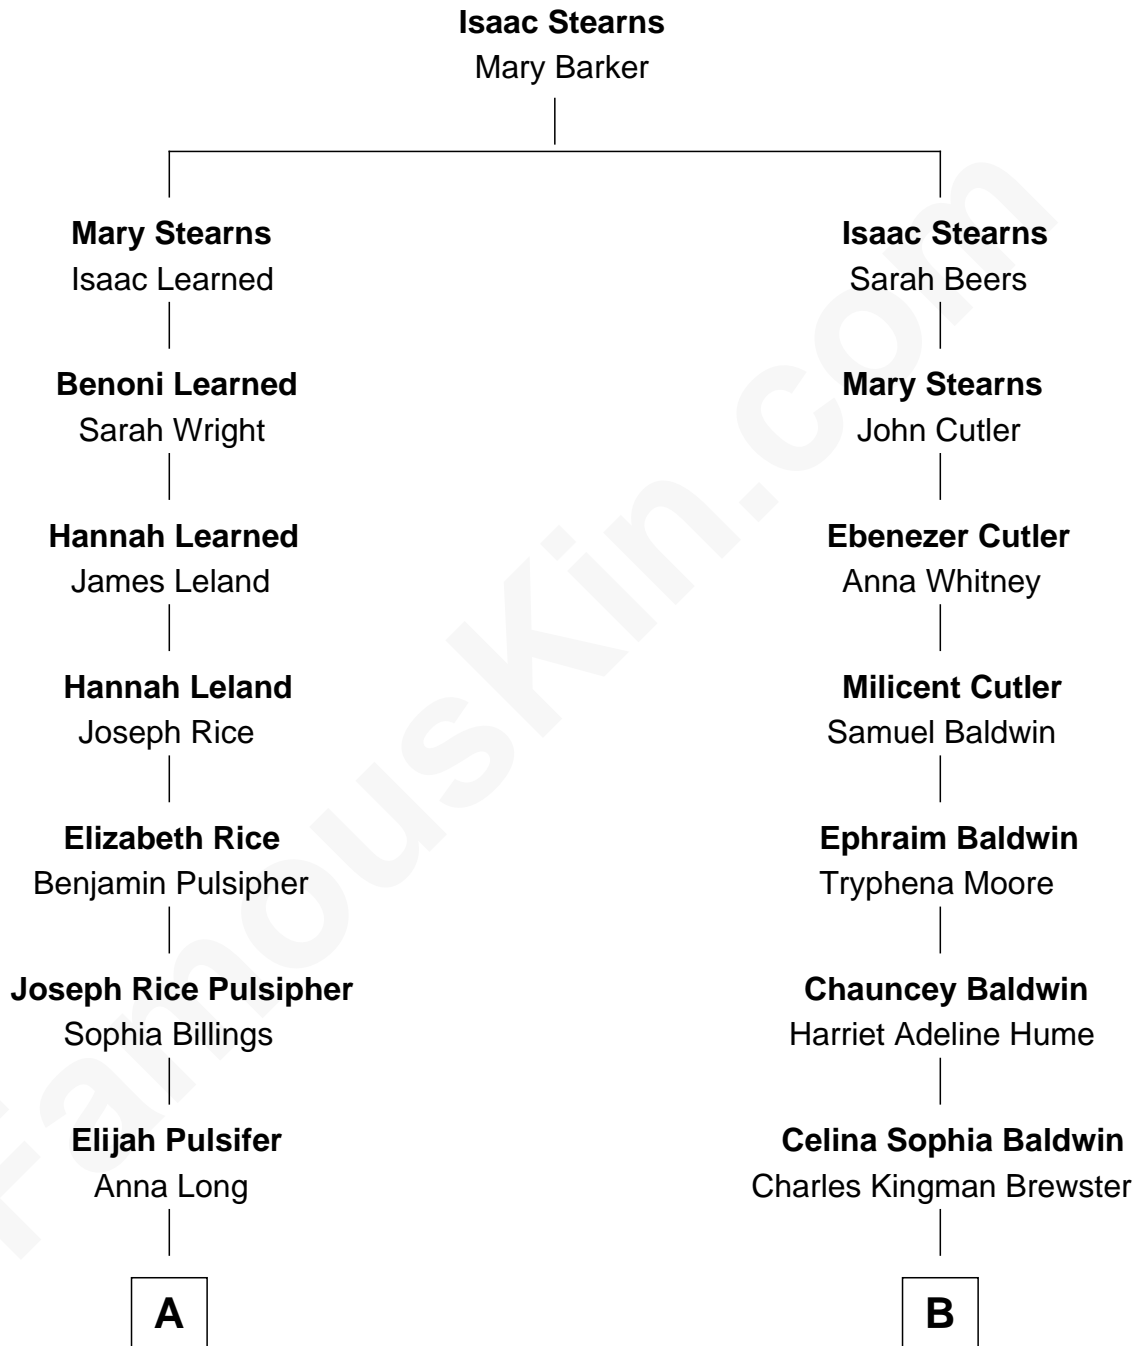 Isaac Stearns
Mary Barker
Mary Stearns
Isaac Learned
Isaac Stearns
Sarah Beers
Benoni Learned
Sarah Wright
Mary Stearns
John Cutler
Hannah Learned
James Leland
Ebenezer Cutler
Anna Whitney
Hannah Leland
Joseph Rice
Milicent Cutler
Samuel Baldwin
Elizabeth Rice
Benjamin Pulsipher
Ephraim Baldwin
Tryphena Moore
Joseph Rice Pulsipher
Sophia Billings
Chauncey Baldwin
Harriet Adeline Hume
Elijah Pulsifer
Anna Long
Celina Sophia Baldwin
Charles Kingman Brewster
A
B
FamousKin.com